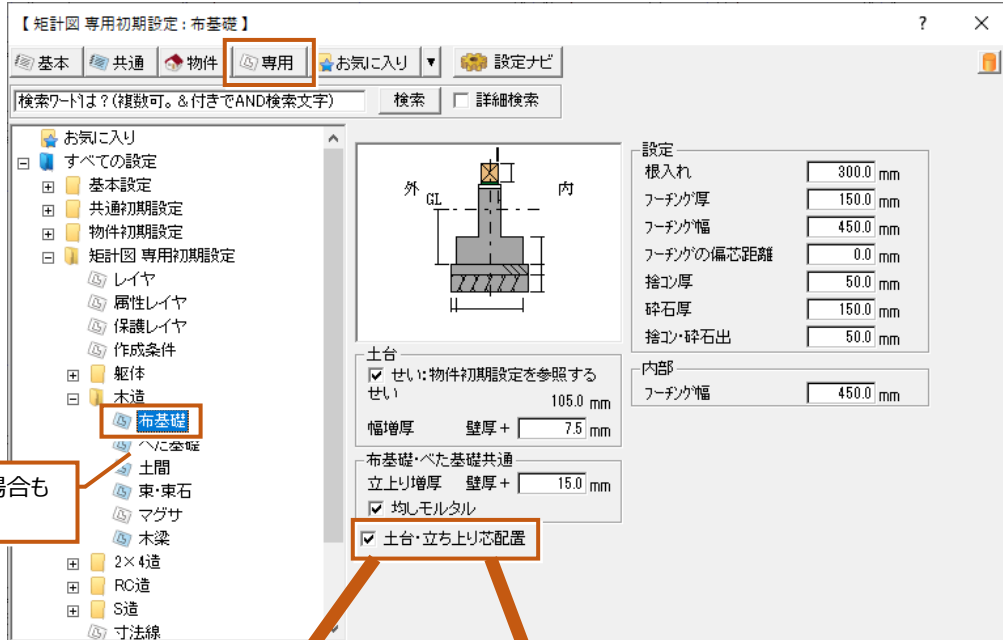 【 矩計図 専用初期設定 : 布基礎 】
?
×
基本 共通 物件 専用 お気に入り ▼ 設定ナビ
検索ワードは？(複数可。＆付きでAND検索文字) 検索 詳細検索
お気に入り
すべての設定
基本設定
共通初期設定
物件初期設定
矩計図 専用初期設定
レイヤ
属性レイヤ
保護レイヤ
作成条件
躯体
木造
布基礎
べた基礎
土間
束・束石
マグサ
木梁
2×4造
RC造
S造
寸法線
場合も
外 GL 内
土台
せい：物件初期設定を参照する
せい 105.0 mm
幅増厚 壁厚 + 7.5 mm
布基礎・べた基礎共通
立上り増厚 壁厚 + 15.0 mm
均しモルタル
土台・立ち上り芯配置
設定
根入れ 300.0 mm
フーチング厚 150.0 mm
フーチング幅 450.0 mm
フーチングの偏芯距離 0.0 mm
捨コン厚 50.0 mm
砕石厚 150.0 mm
捨コン・砕石出 50.0 mm
内部
フーチング幅 450.0 mm